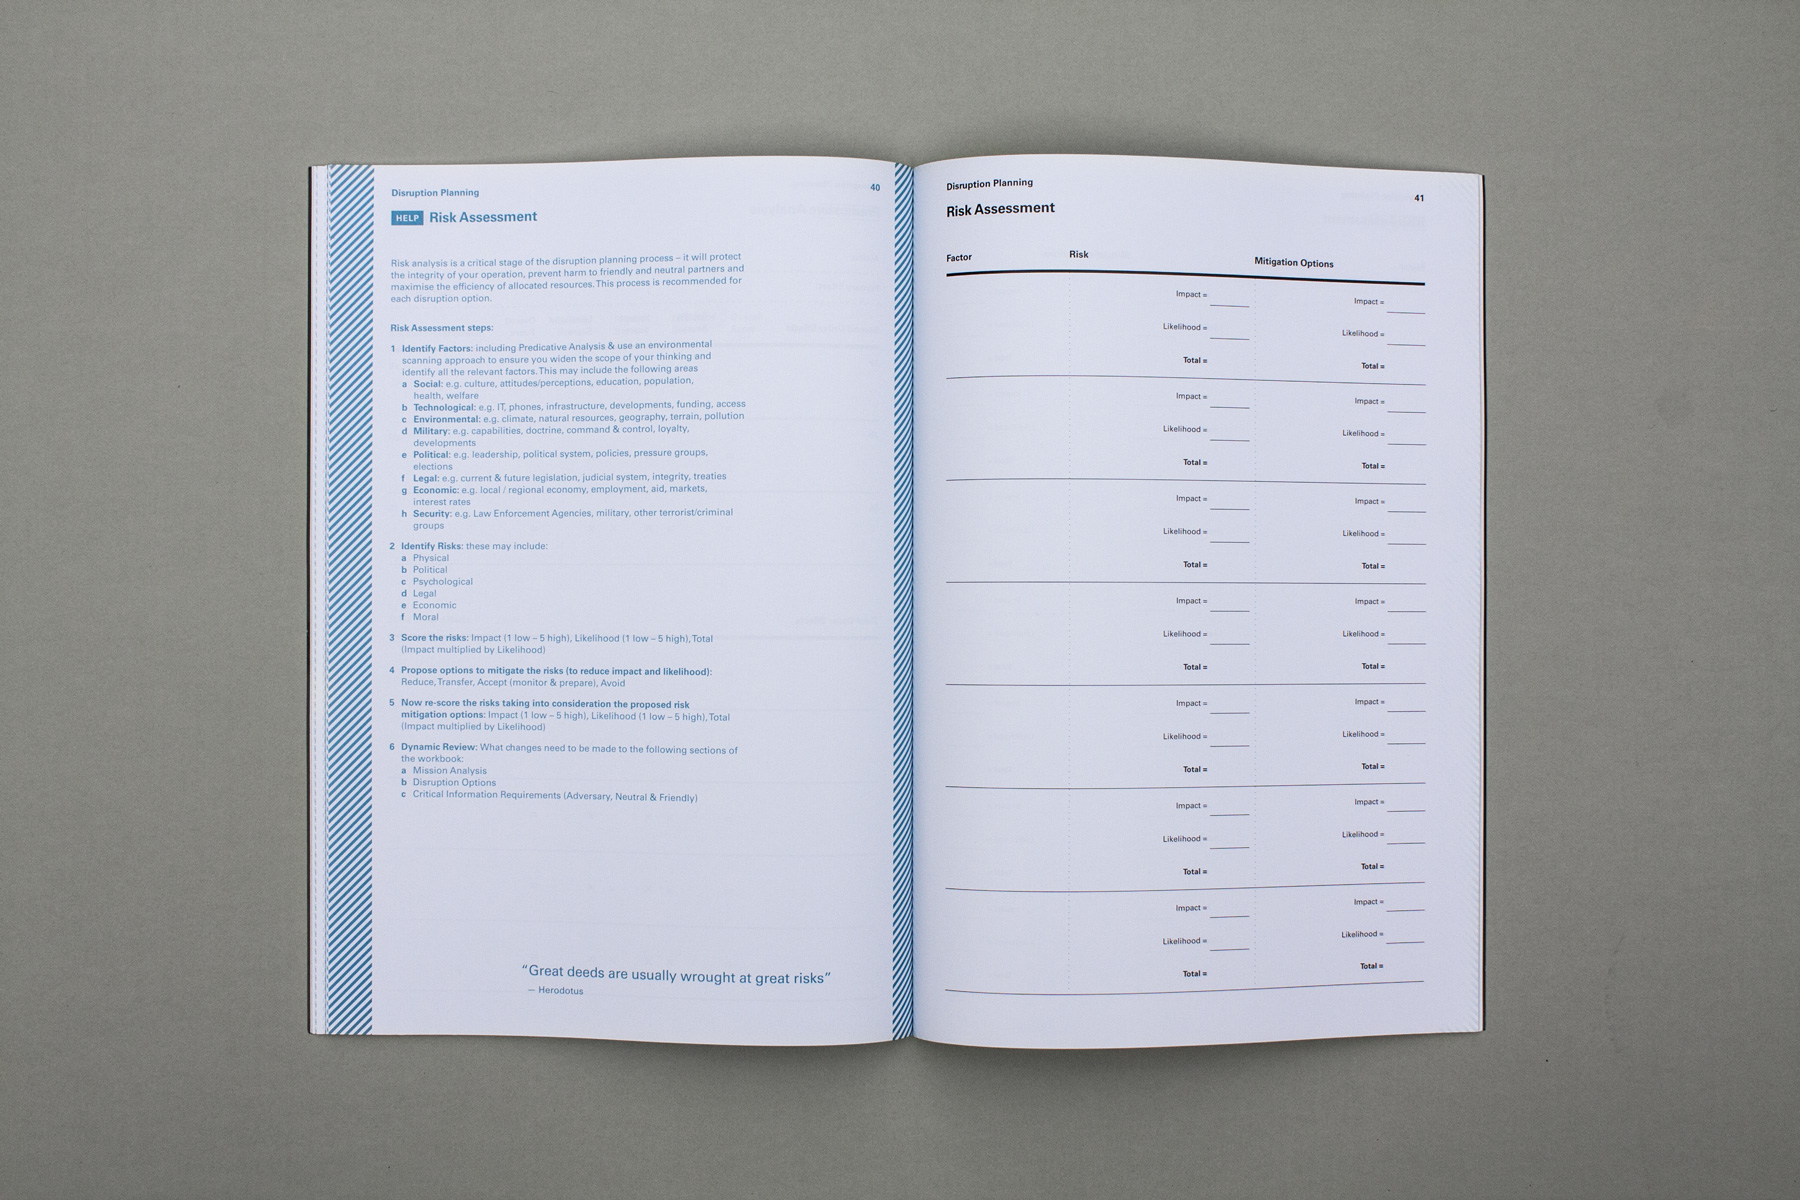 Disruption Planning
40
HELP Risk Assessment
Risk analysis is a critical stage of the disruption planning process – it will protect
the integrity of your operation, prevent harm to friendly and neutral partners and
maximise the efficiency of allocated resources. This process is recommended for
each disruption option.
Risk Assessment steps:
1 Identify Factors: including Predicative Analysis & use an environmental
scanning approach to ensure you widen the scope of your thinking and
identify all the relevant factors. This may include the following areas
a Social: e.g. culture, attitudes/perceptions, education, population,
health, welfare
b Technological: e.g. IT, phones, infrastructure, developments, funding, access
c Environmental: e.g. climate, natural resources, geography, terrain, pollution
d Military: e.g. capabilities, doctrine, command & control, loyalty,
developments
e Political: e.g. leadership, political system, policies, pressure groups,
elections
f Legal: e.g. current & future legislation, judicial system, integrity, treaties
g Economic: e.g. local / regional economy, employment, aid, markets,
interest rates
h Security: e.g. Law Enforcement Agencies, military, other terrorist/criminal
groups
2 Identify Risks: these may include:
a Physical
b Political
c Psychological
d Legal
e Economic
f Moral
3 Score the risks: Impact (1 low – 5 high), Likelihood (1 low – 5 high), Total
(Impact multiplied by Likelihood)
4 Propose options to mitigate the risks (to reduce impact and likelihood):
Reduce, Transfer, Accept (monitor & prepare), Avoid
5 Now re-score the risks taking into consideration the proposed risk
mitigation options: Impact (1 low – 5 high), Likelihood (1 low – 5 high), Total
(Impact multiplied by Likelihood)
6 Dynamic Review: What changes need to be made to the following sections of
the workbook:
a Mission Analysis
b Disruption Options
c Critical Information Requirements (Adversary, Neutral & Friendly)
“Great deeds are usually wrought at great risks”
— Herodotus
Disruption Planning
41
Risk Assessment
Factor Risk Mitigation Options
Impact = Impact =
Likelihood = Likelihood =
Total = Total =
Impact = Impact =
Likelihood = Likelihood =
Total = Total =
Impact = Impact =
Likelihood = Likelihood =
Total = Total =
Impact = Impact =
Likelihood = Likelihood =
Total = Total =
Impact = Impact =
Likelihood = Likelihood =
Total = Total =
Impact = Impact =
Likelihood = Likelihood =
Total = Total =
Impact = Impact =
Likelihood = Likelihood =
Total = Total =